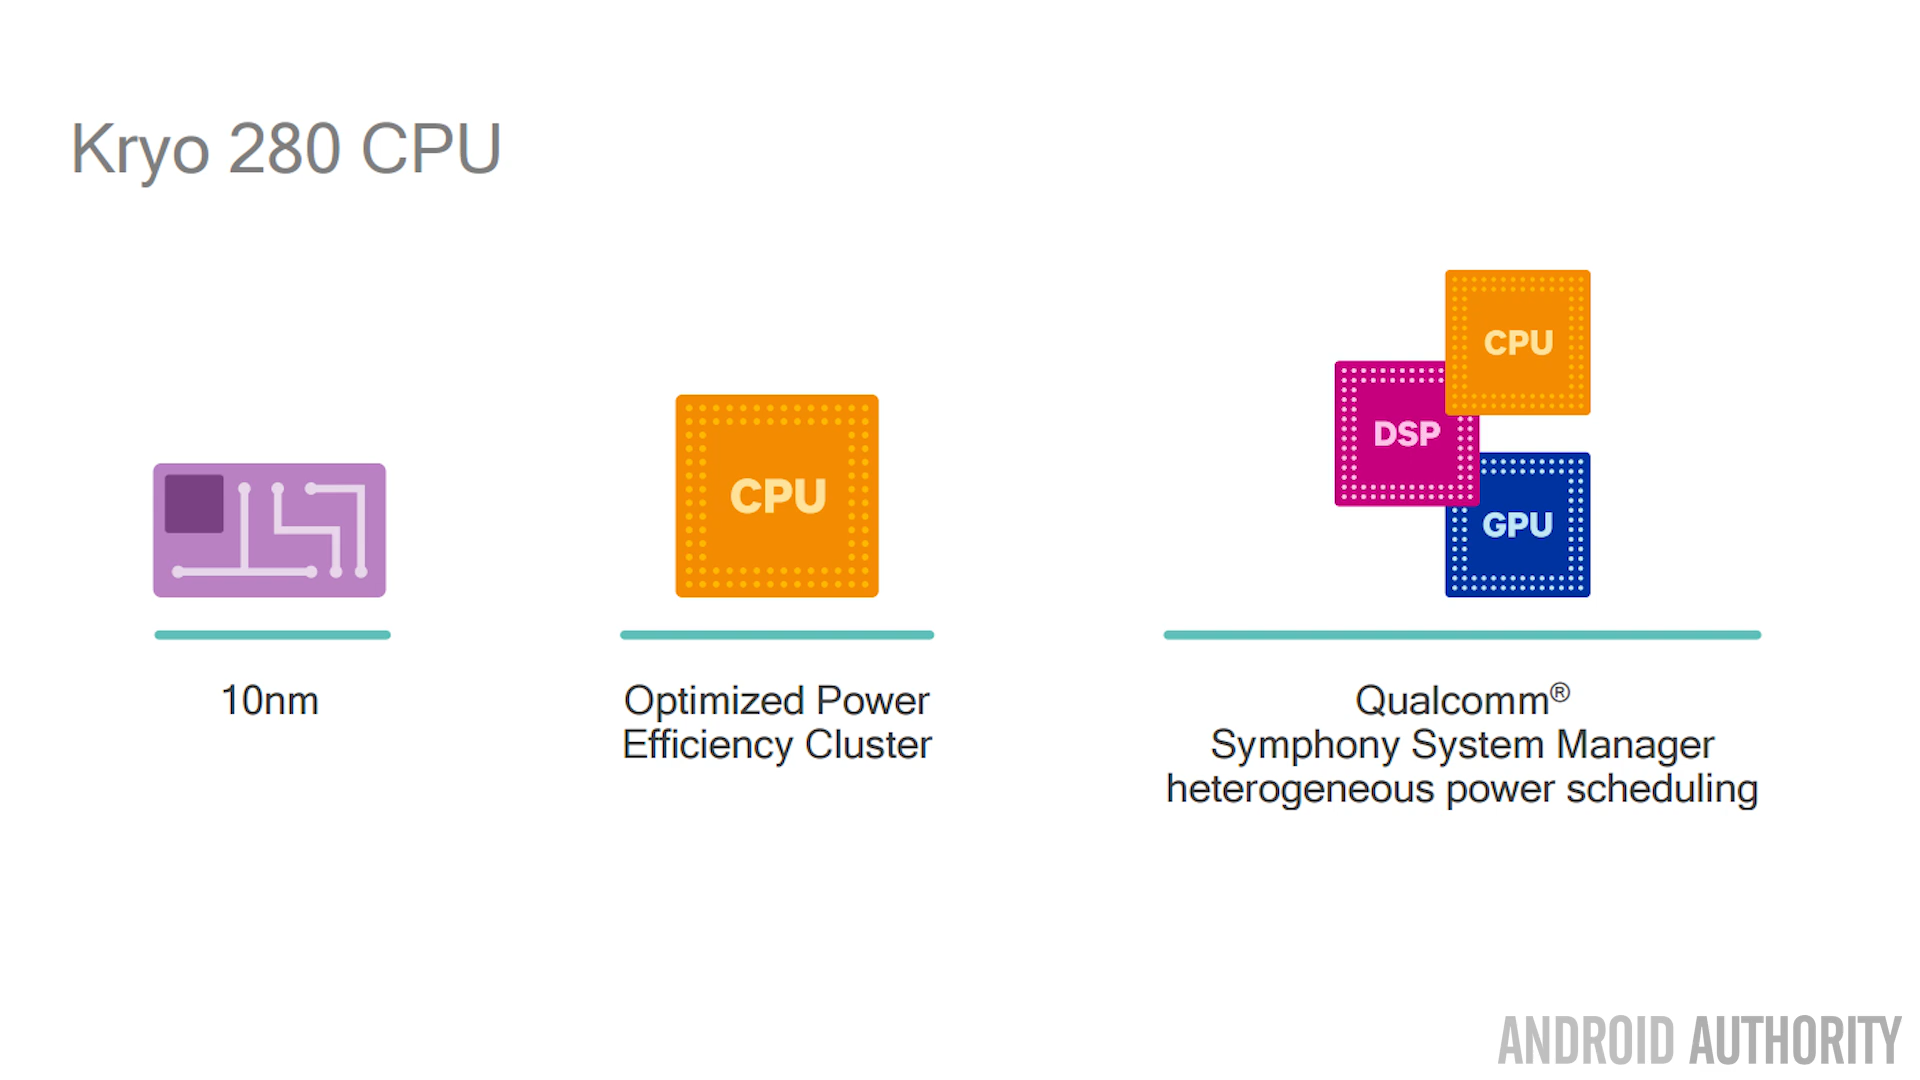 Kryo 280 CPU
CPU
DSP
GPU
CPU
10nm
Optimized Power
Efficiency Cluster
Qualcomm®
Symphony System Manager
heterogeneous power scheduling
ANDROID AUTHORITY